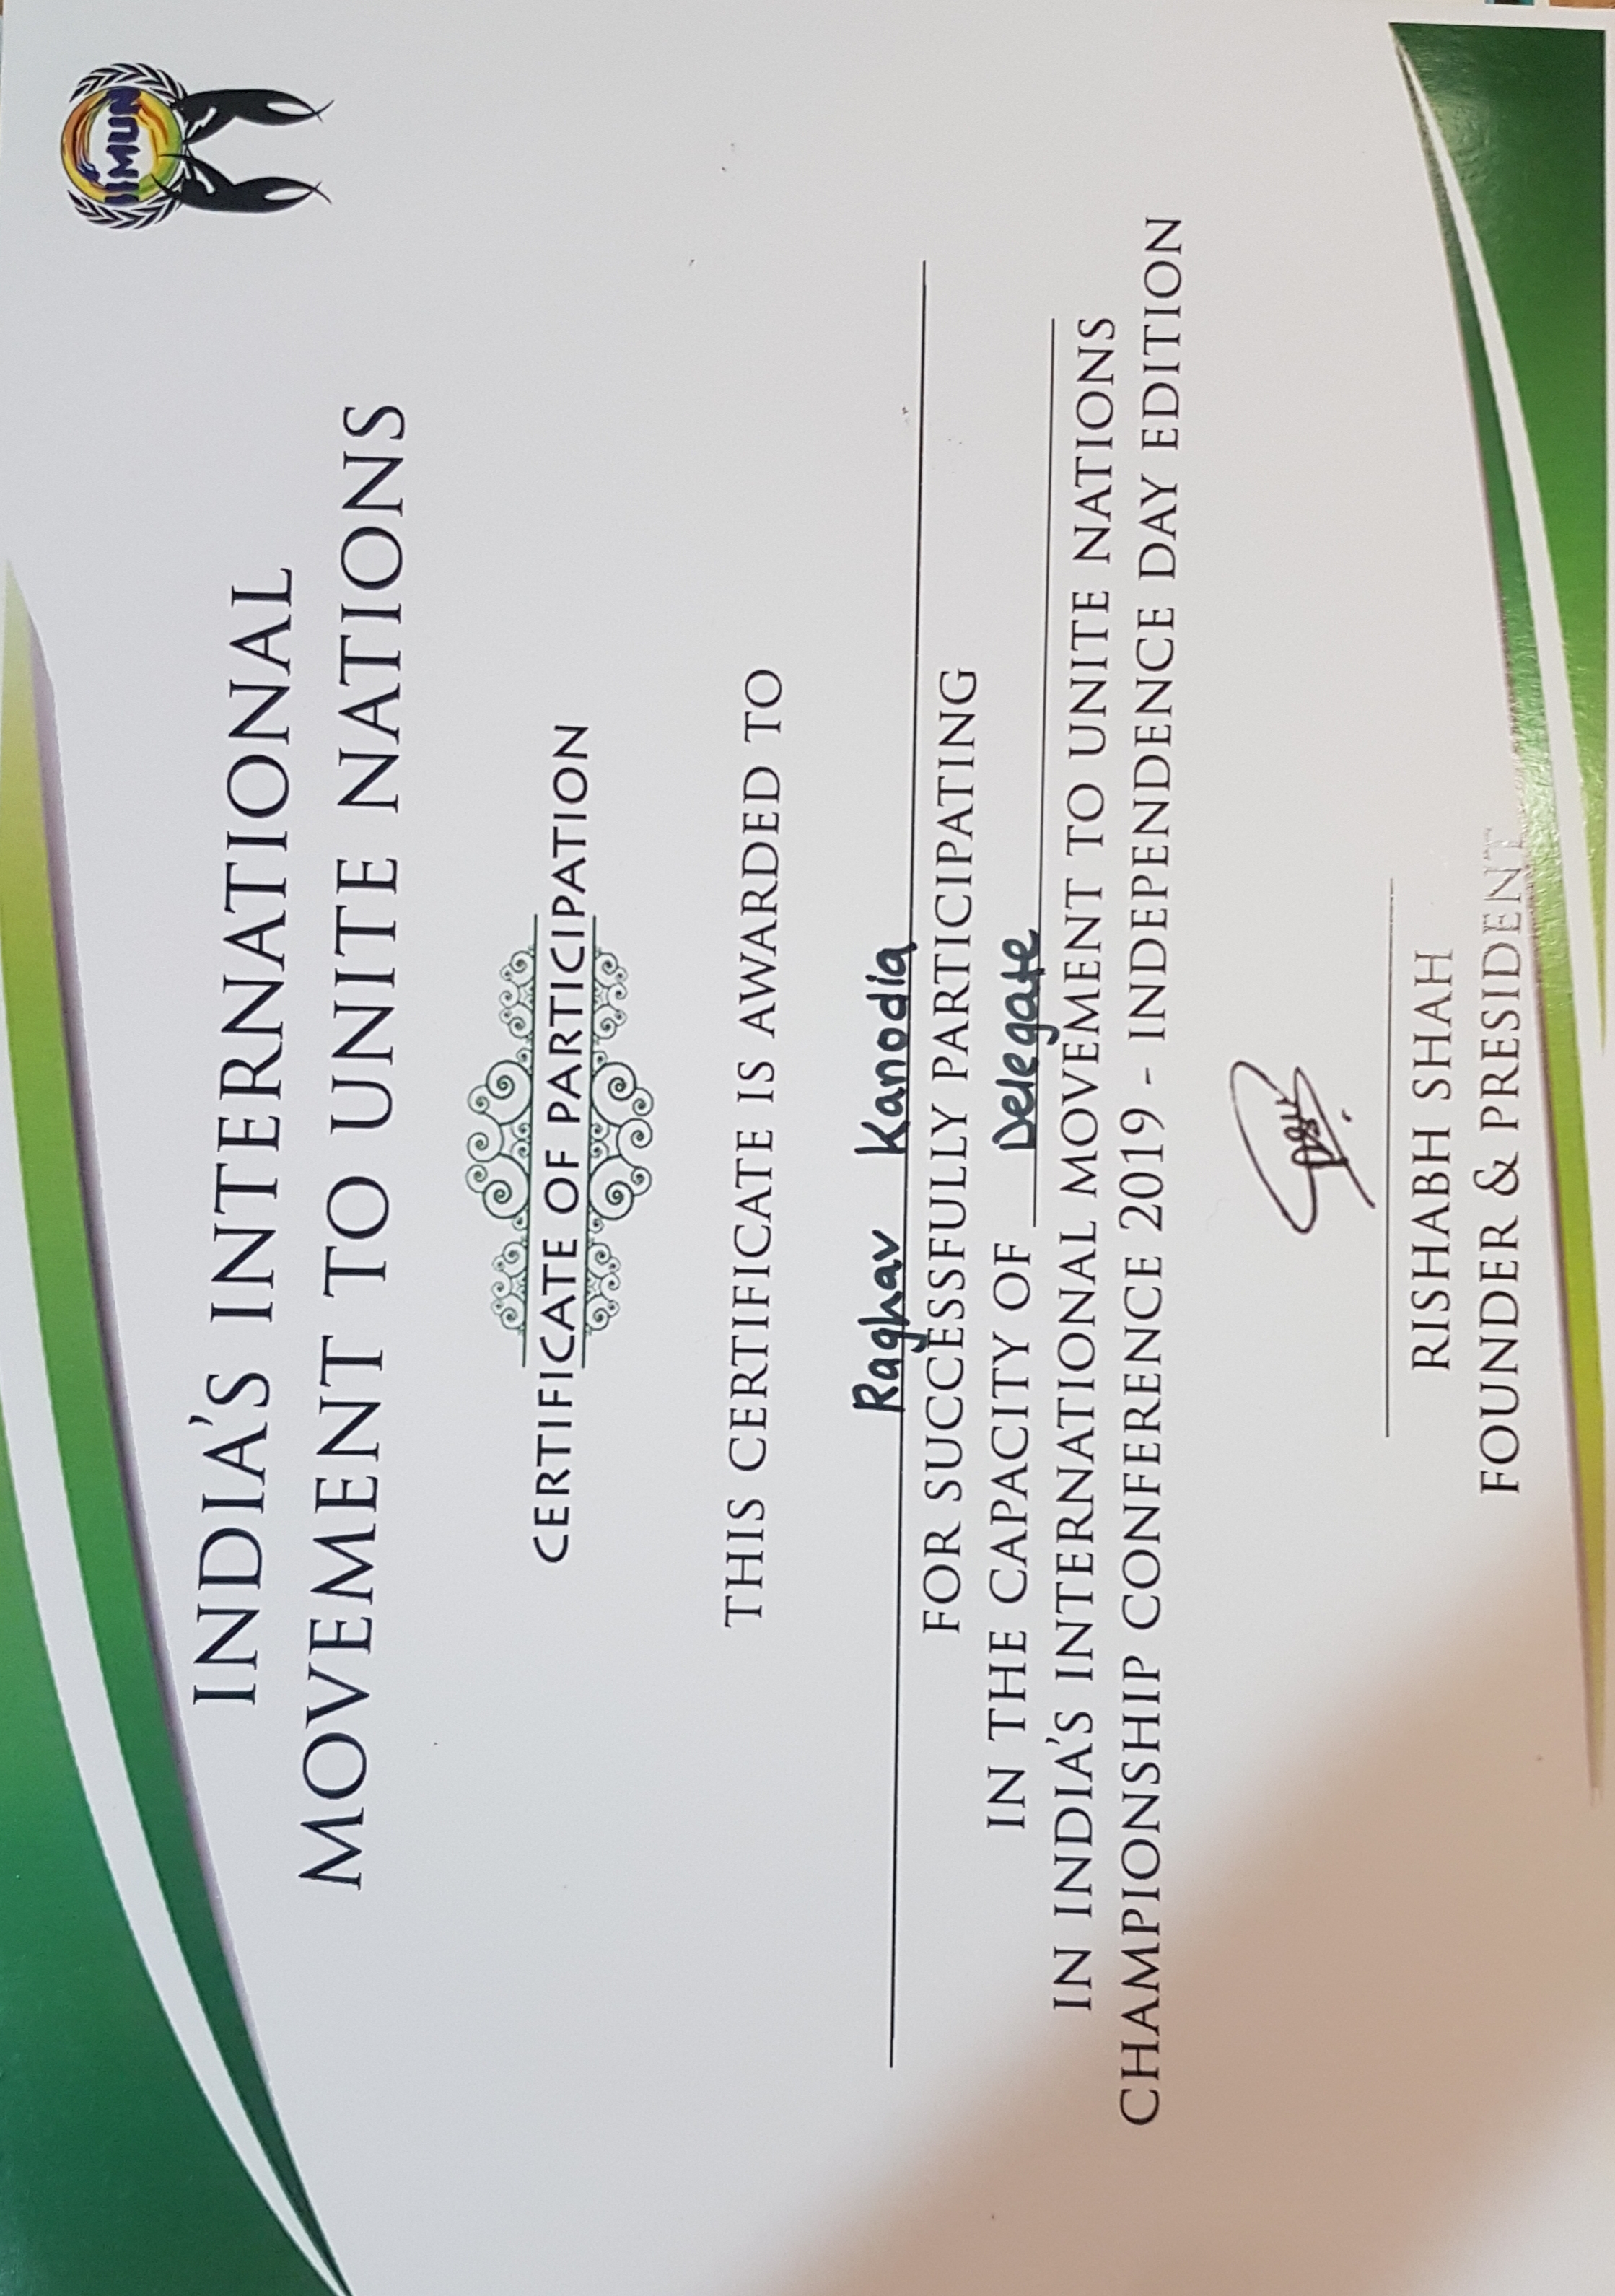 IIMUN
INDIA'S INTERNATIONAL
MOVEMENT TO UNITE NATIONS
CERTIFICATE OF PARTICIPATION
THIS CERTIFICATE IS AWARDED TO
Raghav Kanodia
FOR SUCCESSFULLY PARTICIPATING
IN THE CAPACITY OF Delegate
IN INDIA'S INTERNATIONAL MOVEMENT TO UNITE NATIONS
CHAMPIONSHIP CONFERENCE 2019 - INDEPENDENCE DAY EDITION
RISHABH SHAH
FOUNDER & PRESIDENT